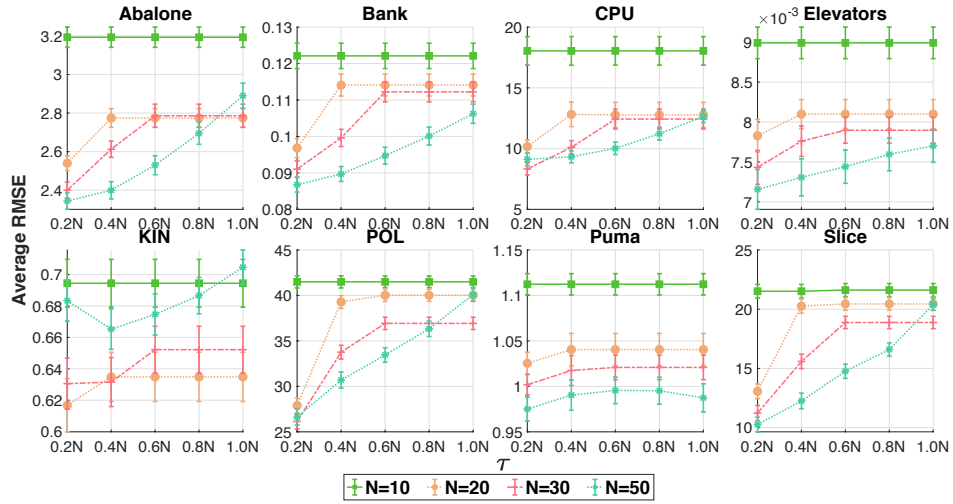 Abalone Bank CPU Elevators
×10⁻³
3.2 3 2.8 2.6 2.4
0.13 0.12 0.11 0.1 0.09 0.08
20 15 10 5
9 8.5 8 7.5 7
0.2N 0.4N 0.6N 0.8N 1.0N
0.2N 0.4N 0.6N 0.8N 1.0N
0.2N 0.4N 0.6N 0.8N 1.0N
0.2N 0.4N 0.6N 0.8N 1.0N
Average RMSE
KIN POL Puma Slice
0.7 0.68 0.66 0.64 0.62 0.6
45 40 35 30 25
1.15 1.1 1.05 1 0.95
25 20 15 10
0.2N 0.4N 0.6N 0.8N 1.0N
0.2N 0.4N 0.6N 0.8N 1.0N
0.2N 0.4N 0.6N 0.8N 1.0N
0.2N 0.4N 0.6N 0.8N 1.0N
τ
N=10 N=20 N=30 N=50